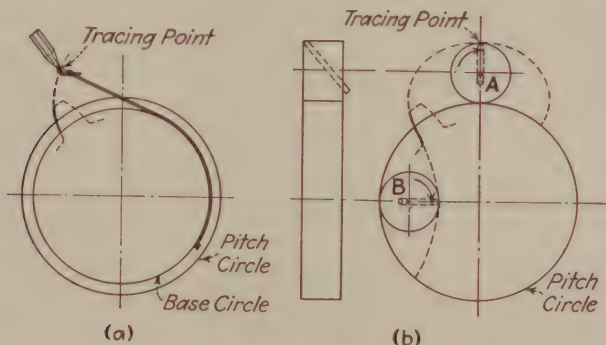 Tracing Point
Pitch
Circle
Base Circle
(a)
Tracing
Point
A
B
Pitch
Circle
(b)